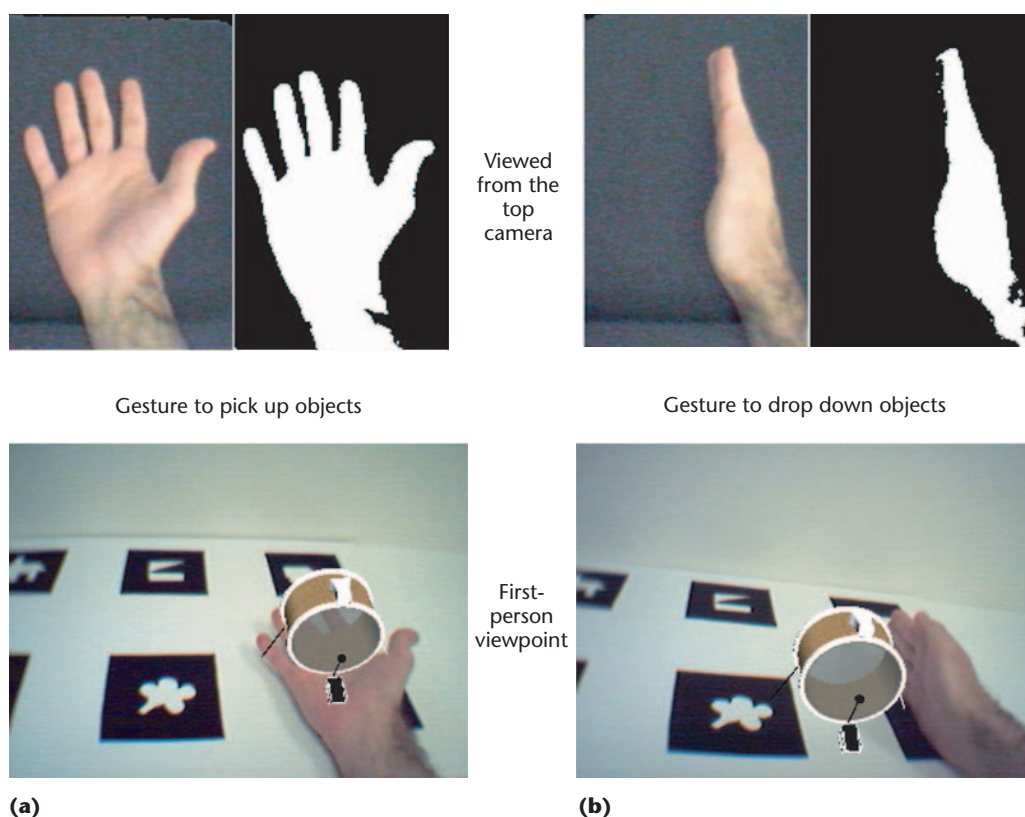 Viewed
from the
top
camera
Gesture to pick up objects
Gesture to drop down objects
First-
person
viewpoint
(a)
(b)